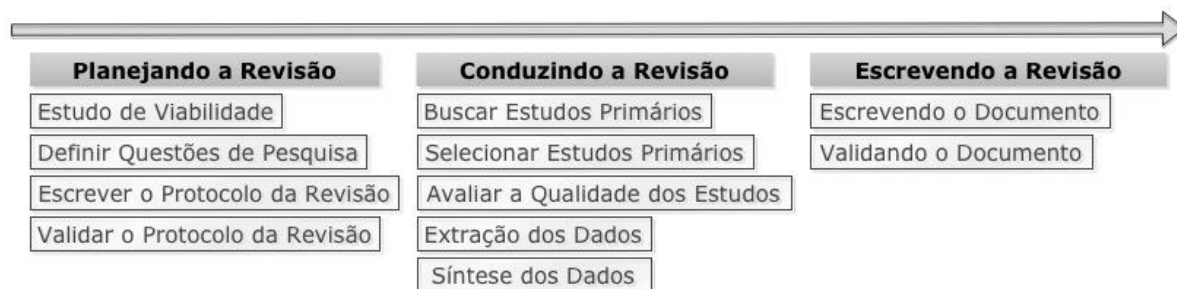 Planejando a Revisão
Estudo de Viabilidade
Definir Questões de Pesquisa
Escrever o Protocolo da Revisão
Validar o Protocolo da Revisão
Conduzindo a Revisão
Buscar Estudos Primários
Selecionar Estudos Primários
Avaliar a Qualidade dos Estudos
Extração dos Dados
Síntese dos Dados
Escrevendo a Revisão
Escrevendo o Documento
Validando o Documento